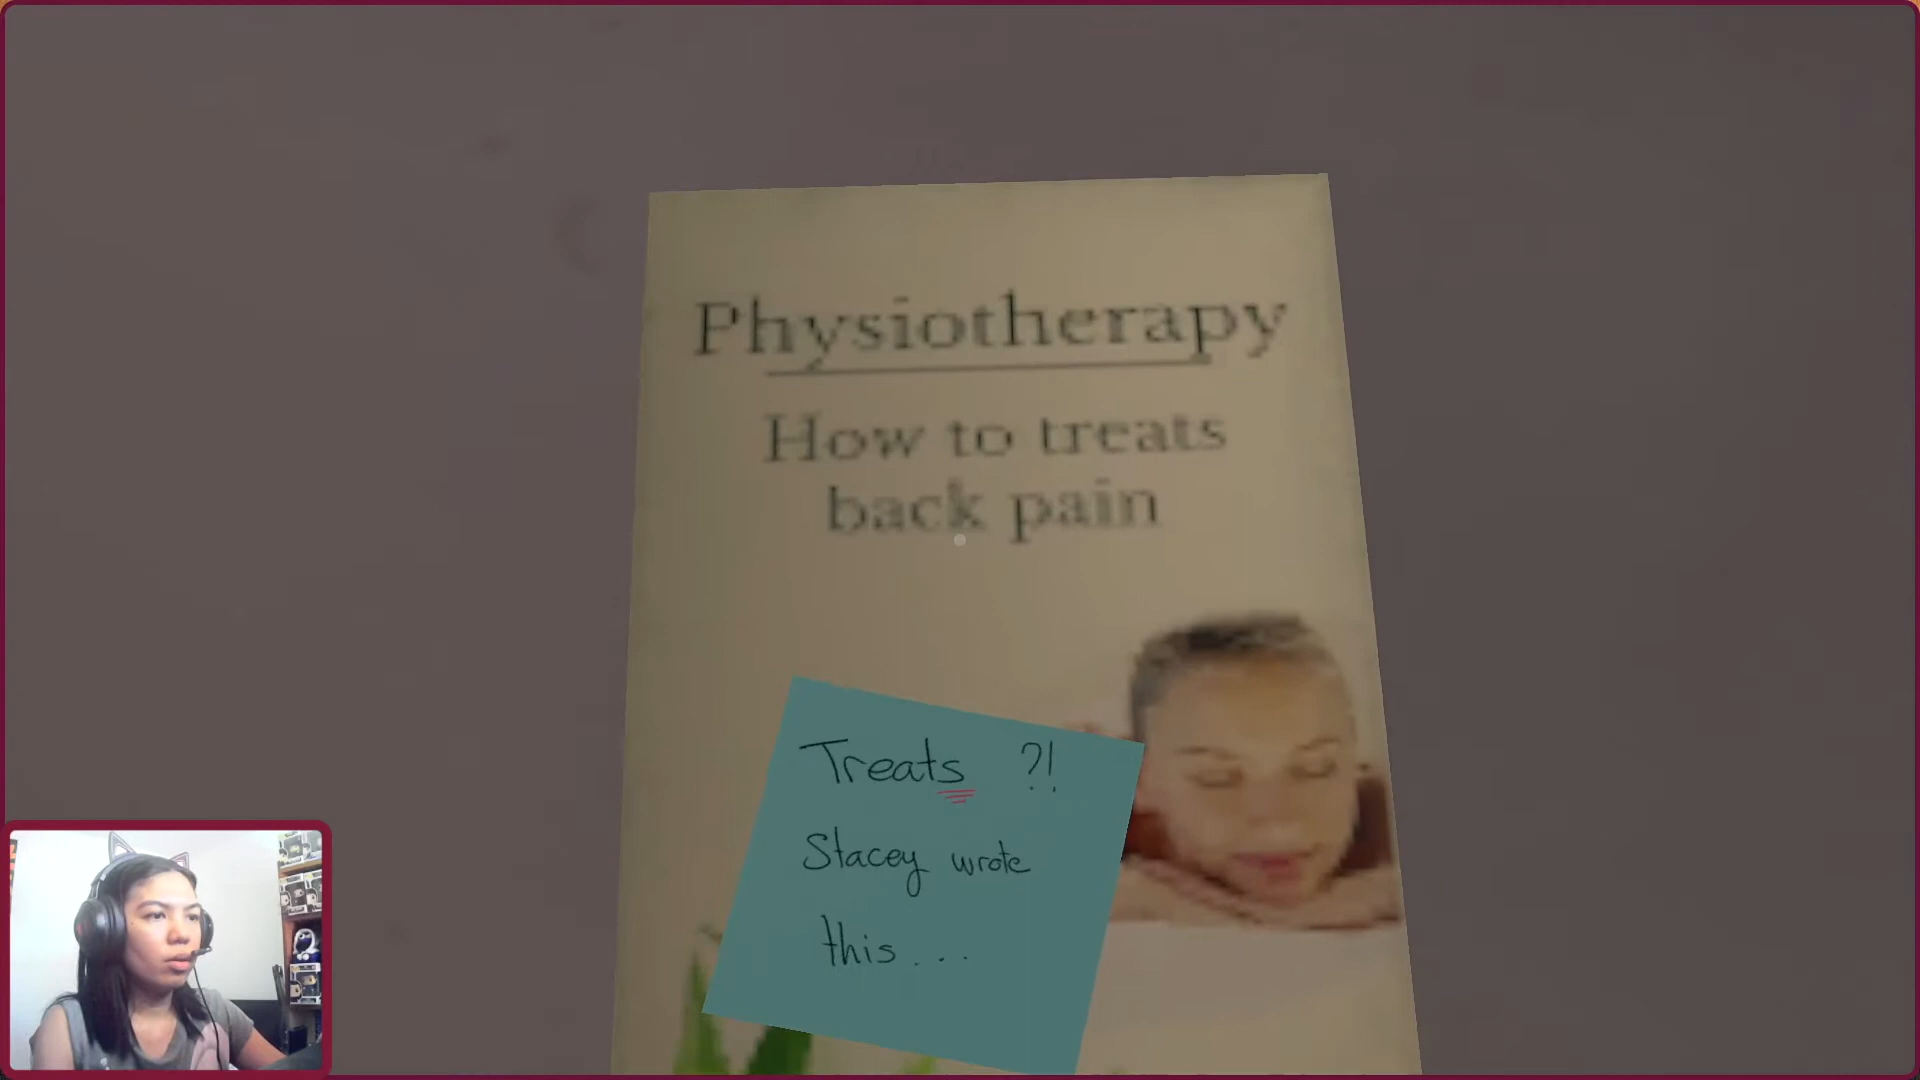 Physiotherapy
How to treats
back pain
Treats ?!
Stacey wrote
this...